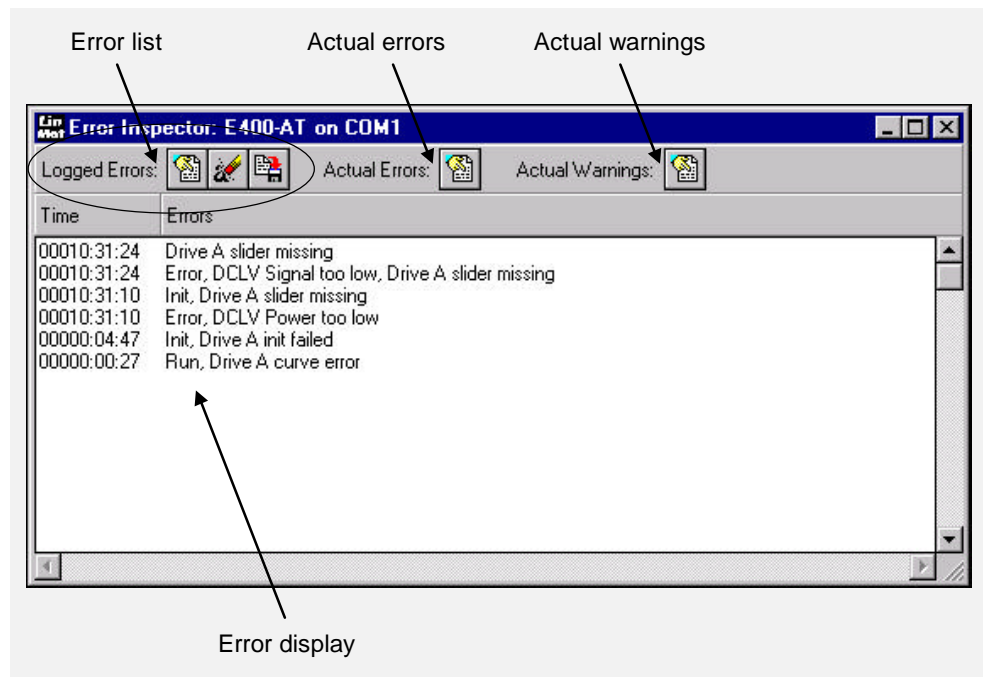 Error list Actual errors Actual warnings
Lin Mot Error Inspector: E400-AT on COM1
Logged Errors: Actual Errors: Actual Warnings:
Time Errors
00010:31:24 Drive A slider missing
00010:31:24 Error, DCLV Signal too low, Drive A slider missing
00010:31:10 Init, Drive A slider missing
00010:31:10 Error, DCLV Power too low
00000:04:47 Init, Drive A init failed
00000:00:27 Run, Drive A curve error
Error display